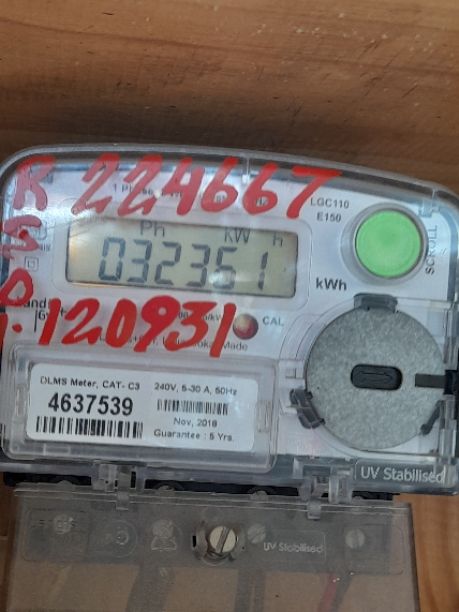 R 224667
1 Phase
LGC110
E150
SCROLL
Ph kW h
032351
kWh
120931
CAL
Made
DLMS Meter, CAT- C3
240V, 5-30 A, 50Hz
4637539
Nov, 2018
Guarantee : 5 Yrs.
UV Stabilised
UV Stabilised